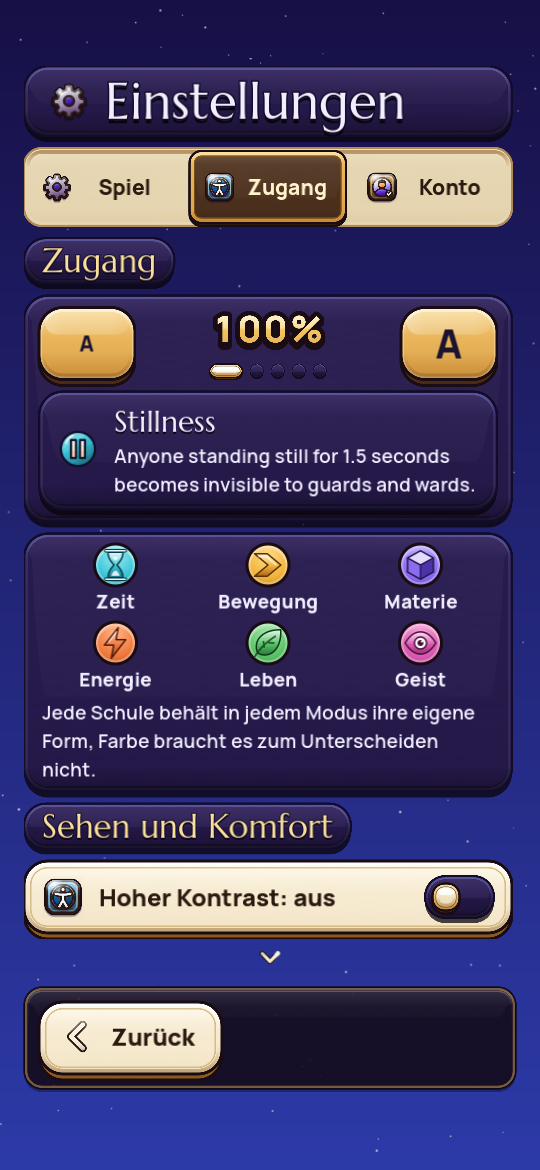 Einstellungen
Spiel
Zugang
Konto
Zugang
A
100%
A
Stillness
Anyone standing still for 1.5 seconds
becomes invisible to guards and wards.
Zeit
Bewegung
Materie
Energie
Leben
Geist
Jede Schule behält in jedem Modus ihre eigene
Form, Farbe braucht es zum Unterscheiden
nicht.
Sehen und Komfort
Hoher Kontrast: aus
Zurück